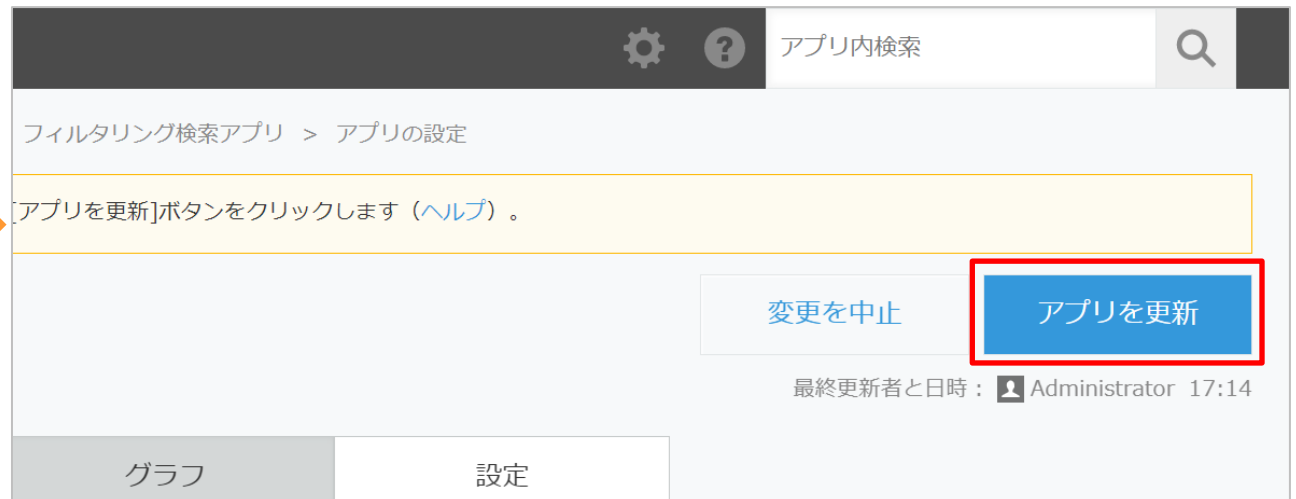 アプリ内検索
フィルタリング検索アプリ > アプリの設定
[アプリを更新]ボタンをクリックします（ヘルプ）。
変更を中止 アプリを更新
最終更新者と日時： Administrator 17:14
グラフ 設定